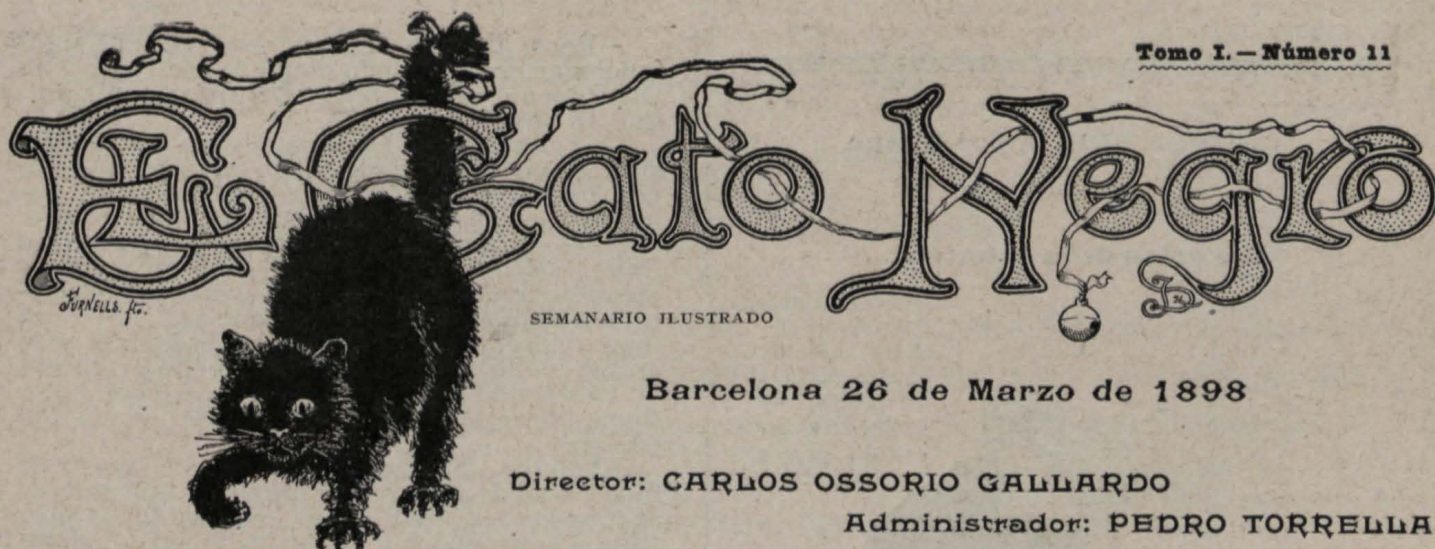 Tomo I. — Número 11
El Gato Negro
FURNELLS. fto.
SEMANARIO ILUSTRADO
Barcelona 26 de Marzo de 1898
Director: CARLOS OSSORIO GALLARDO
Administrador: PEDRO TORRELLA